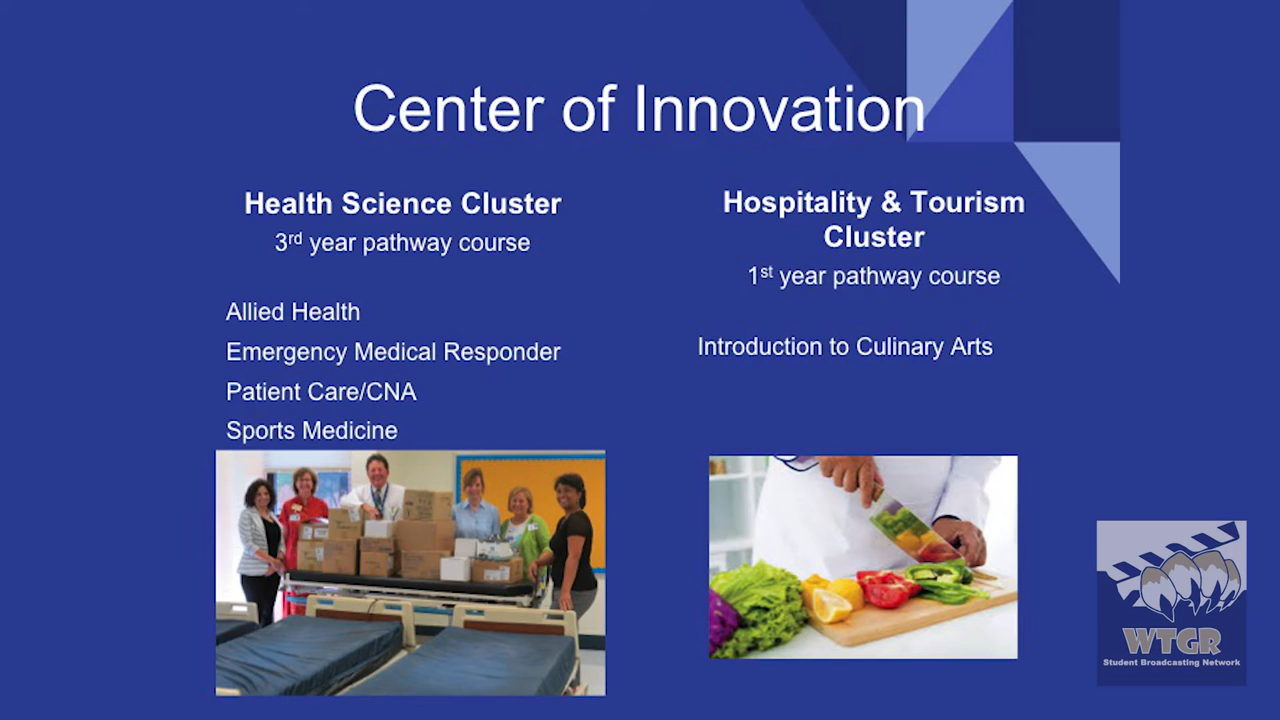 Center of Innovation
Health Science Cluster
3rd year pathway course
Allied Health
Emergency Medical Responder
Patient Care/CNA
Sports Medicine
Hospitality & Tourism
Cluster
1st year pathway course
Introduction to Culinary Arts
WTGR
Student Broadcasting Network